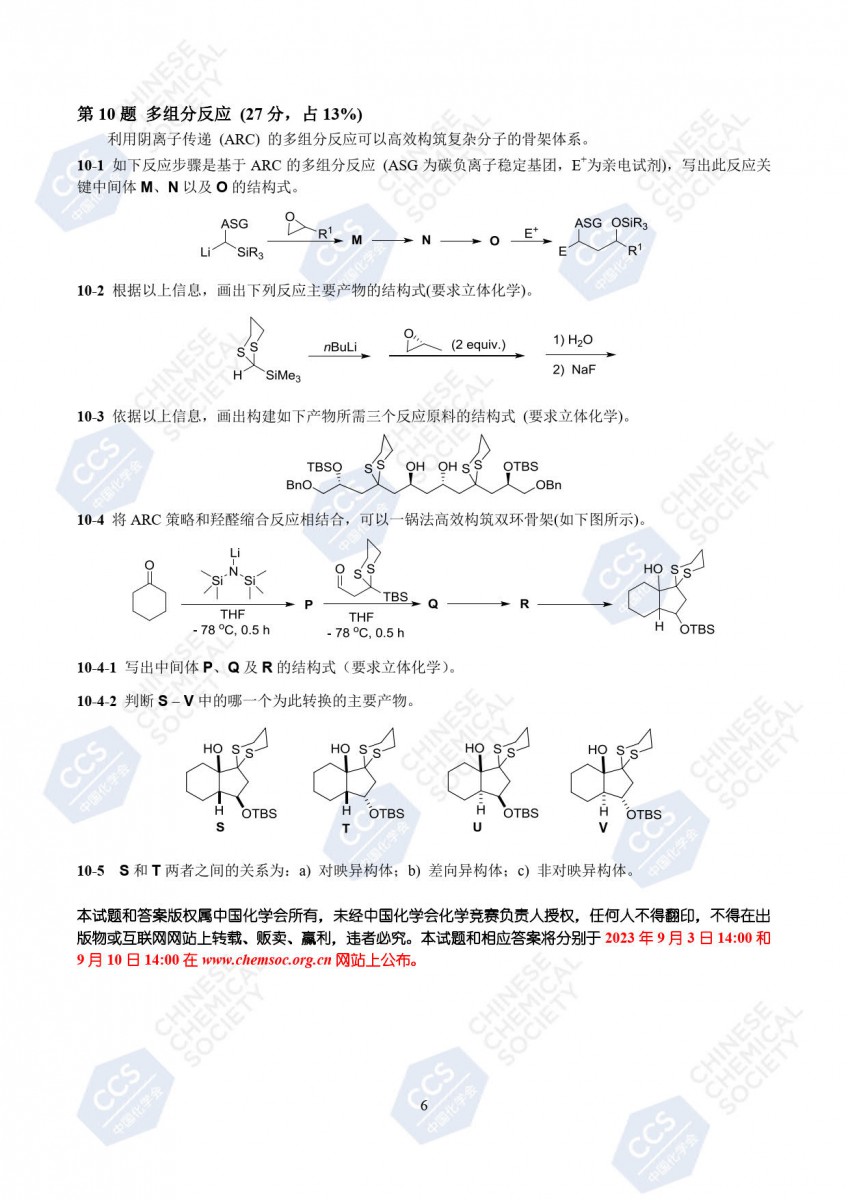 第 10 题 多组分反应 (27 分，占 13%)
利用阴离子传递 (ARC) 的多组分反应可以高效构筑复杂分子的骨架体系。
10-1 如下反应步骤是基于 ARC 的多组分反应 (ASG 为碳负离子稳定基团，E⁺为亲电试剂)，写出此反应关
键中间体 M、N 以及 O 的结构式。
ASG
Li
SiR₃
O
R¹
M
N
O
E⁺
ASG OSiR₃
E
R¹
10-2 根据以上信息，画出下列反应主要产物的结构式(要求立体化学)。
S S
H
SiMe₃
nBuLi
O
(2 equiv.)
1) H₂O
2) NaF
10-3 依据以上信息，画出构建如下产物所需三个反应原料的结构式 (要求立体化学)。
TBSO S S OH OH S S OTBS
BnO
OBn
10-4 将 ARC 策略和羟醛缩合反应相结合，可以一锅法高效构筑双环骨架(如下图所示)。
O
Li
N
Si Si
THF
- 78 ºC, 0.5 h
P
O
S S
TBS
THF
- 78 ºC, 0.5 h
Q
R
HO S S
H
OTBS
10-4-1 写出中间体 P、Q 及 R 的结构式（要求立体化学）。
10-4-2 判断 S – V 中的哪一个为此转换的主要产物。
HO S S
H
OTBS
S
HO S S
H
OTBS
T
HO S S
H
OTBS
U
HO S S
H
OTBS
V
10-5 S 和 T 两者之间的关系为：a) 对映异构体；b) 差向异构体；c) 非对映异构体。
本试题和答案版权属中国化学会所有，未经中国化学会化学竞赛负责人授权，任何人不得翻印，不得在出
版物或互联网网站上转载、贩卖、赢利，违者必究。本试题和相应答案将分别于 2023 年 9 月 3 日 14:00 和
9 月 10 日 14:00 在 www.chemsoc.org.cn 网站上公布。
6
CCS
中国化学会
CHINESE
CHEMICAL
SOCIETY